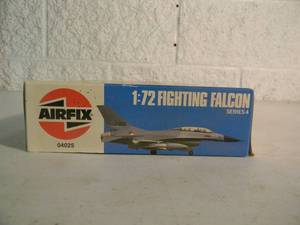 1:72 FIGHTING FALCON
SERIES 4
AIRFIX
04025